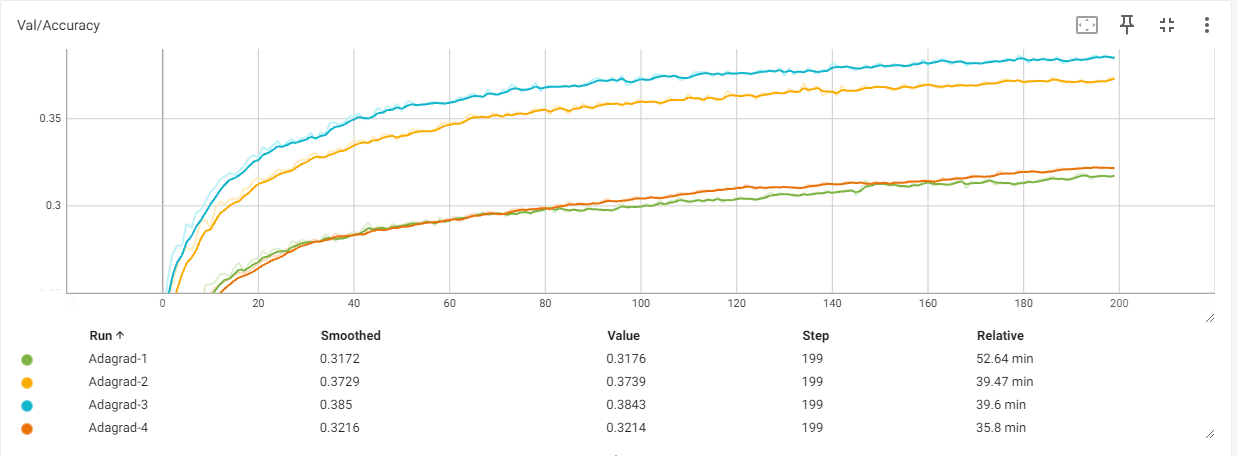 Val/Accuracy
0.35
0.3
0 20 40 60 80 100 120 140 160 180 200
Run Smoothed Value Step Relative
Adagrad-1 0.3172 0.3176 199 52.64 min
Adagrad-2 0.3729 0.3739 199 39.47 min
Adagrad-3 0.385 0.3843 199 39.6 min
Adagrad-4 0.3216 0.3214 199 35.8 min